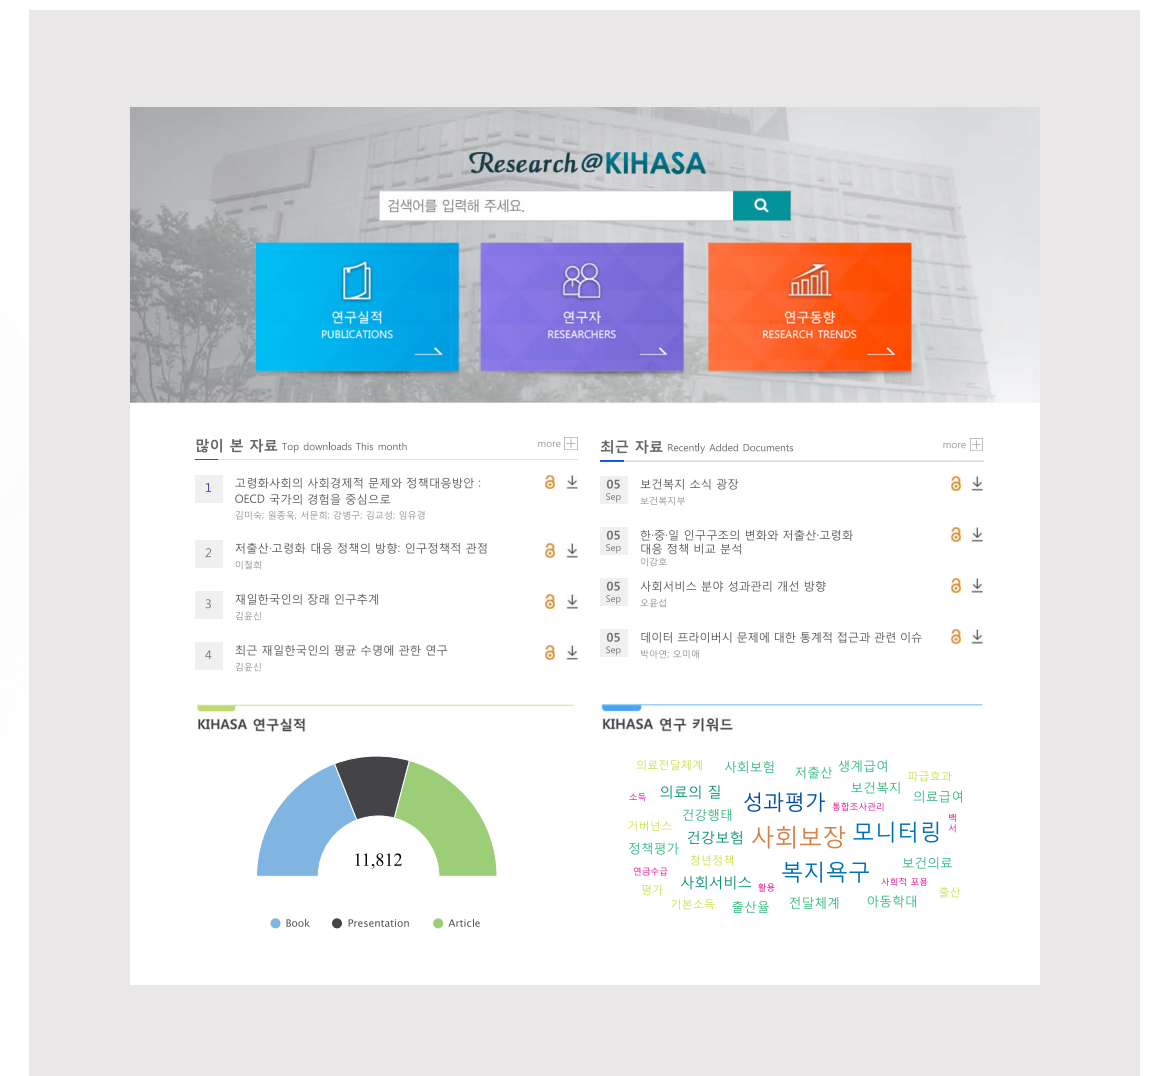 Research@KIHASA
검색어를 입력해 주세요.
연구실적
PUBLICATIONS
연구자
RESEARCHERS
연구동향
RESEARCH TRENDS
많이 본 자료 Top downloads This month
more
1
고령화사회의 사회경제적 문제와 정책대응방안 :
OECD 국가의 경험을 중심으로
김미숙; 원종욱; 서문희; 강병구; 김교성; 임유경
2
저출산·고령화 대응 정책의 방향: 인구정책적 관점
이철희
3
재일한국인의 장래 인구추계
김윤신
4
최근 재일한국인의 평균 수명에 관한 연구
김윤신
최근 자료 Recently Added Documents
more
05
Sep
보건복지 소식 광장
보건복지부
05
Sep
한·중·일 인구구조의 변화와 저출산·고령화
대응 정책 비교 분석
이강호
05
Sep
사회서비스 분야 성과관리 개선 방향
오윤섭
05
Sep
데이터 프라이버시 문제에 대한 통계적 접근과 관련 이슈
박아연; 오미애
KIHASA 연구실적
11,812
Book
Presentation
Article
KIHASA 연구 키워드
의료전달체계
사회보험
저출산
생계급여
파급효과
소득
의료의 질
성과평가
보건복지
통합조사관리
의료급여
건강행태
거버넌스
건강보험
사회보장
모니터링
백서
정책평가
청년정책
복지욕구
보건의료
연금수급
사회서비스
활용
사회적 포용
평가
출산
기본소득
출산율
전달체계
아동학대